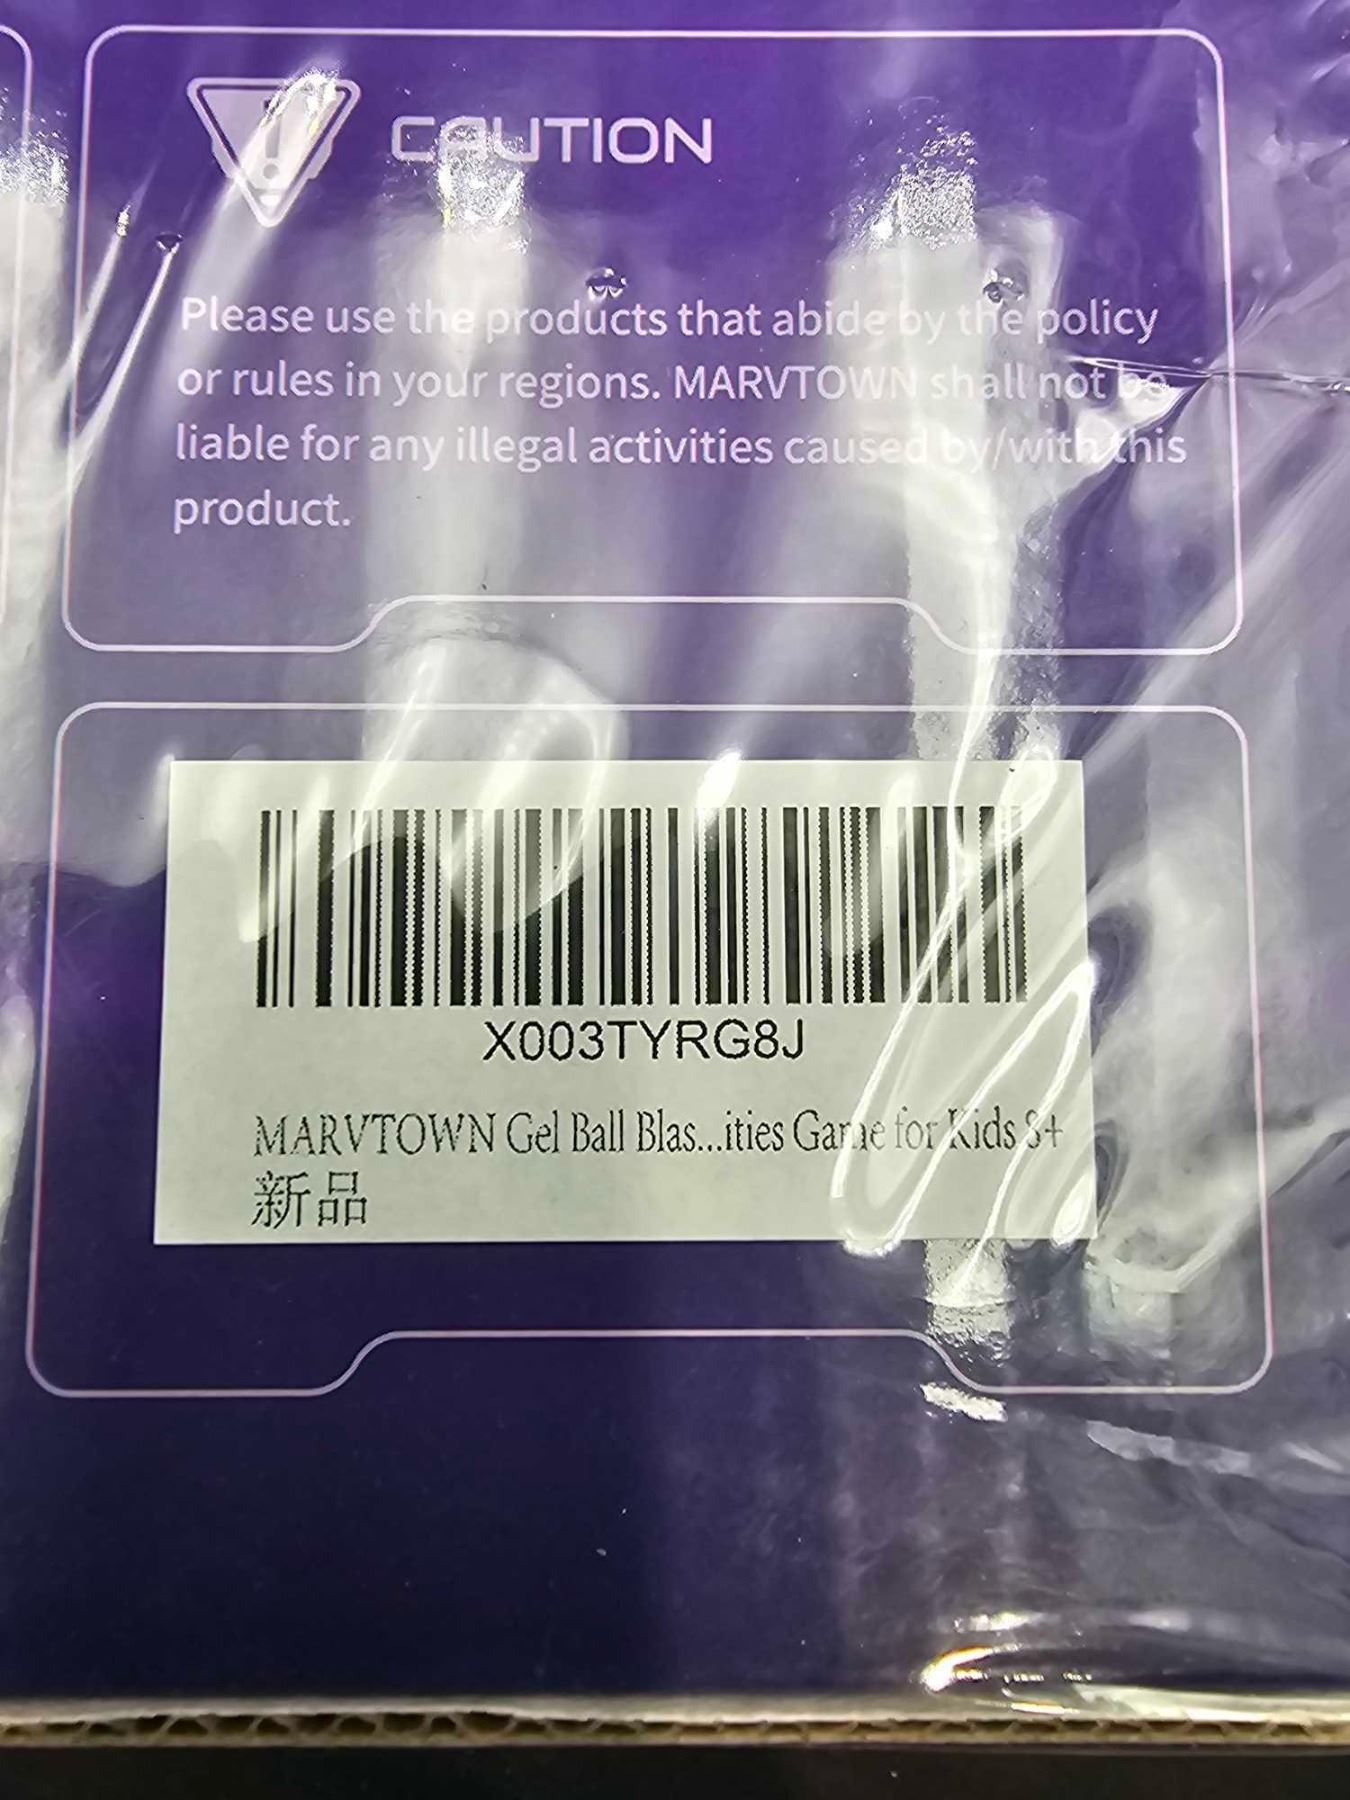 CAUTION
Please use the products that abide by the policy
or rules in your regions. MARVTOWN shall not be
liable for any illegal activities caused by/with this
product.
X003TYRG8J
MARVTOWN Gel Ball Blas...ities Game for Kids 8+
新品